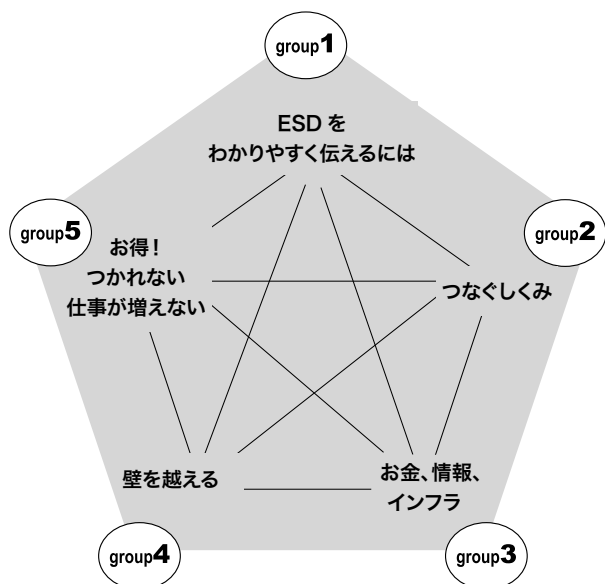 group1
ESD を
わかりやすく伝えるには
group5
group2
お得！
つかれない
仕事が増えない
つなぐしくみ
壁を越える
お金、情報、
インフラ
group4
group3